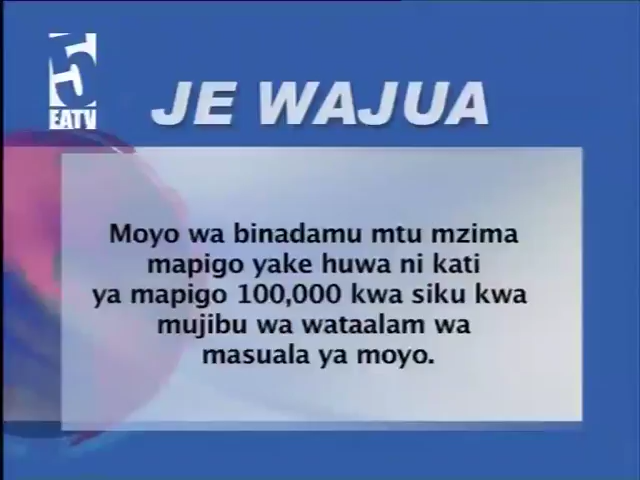 5
EATV
JE WAJUA
Moyo wa binadamu mtu mzima
mapigo yake huwa ni kati
ya mapigo 100,000 kwa siku kwa
mujibu wa wataalam wa
masuala ya moyo.